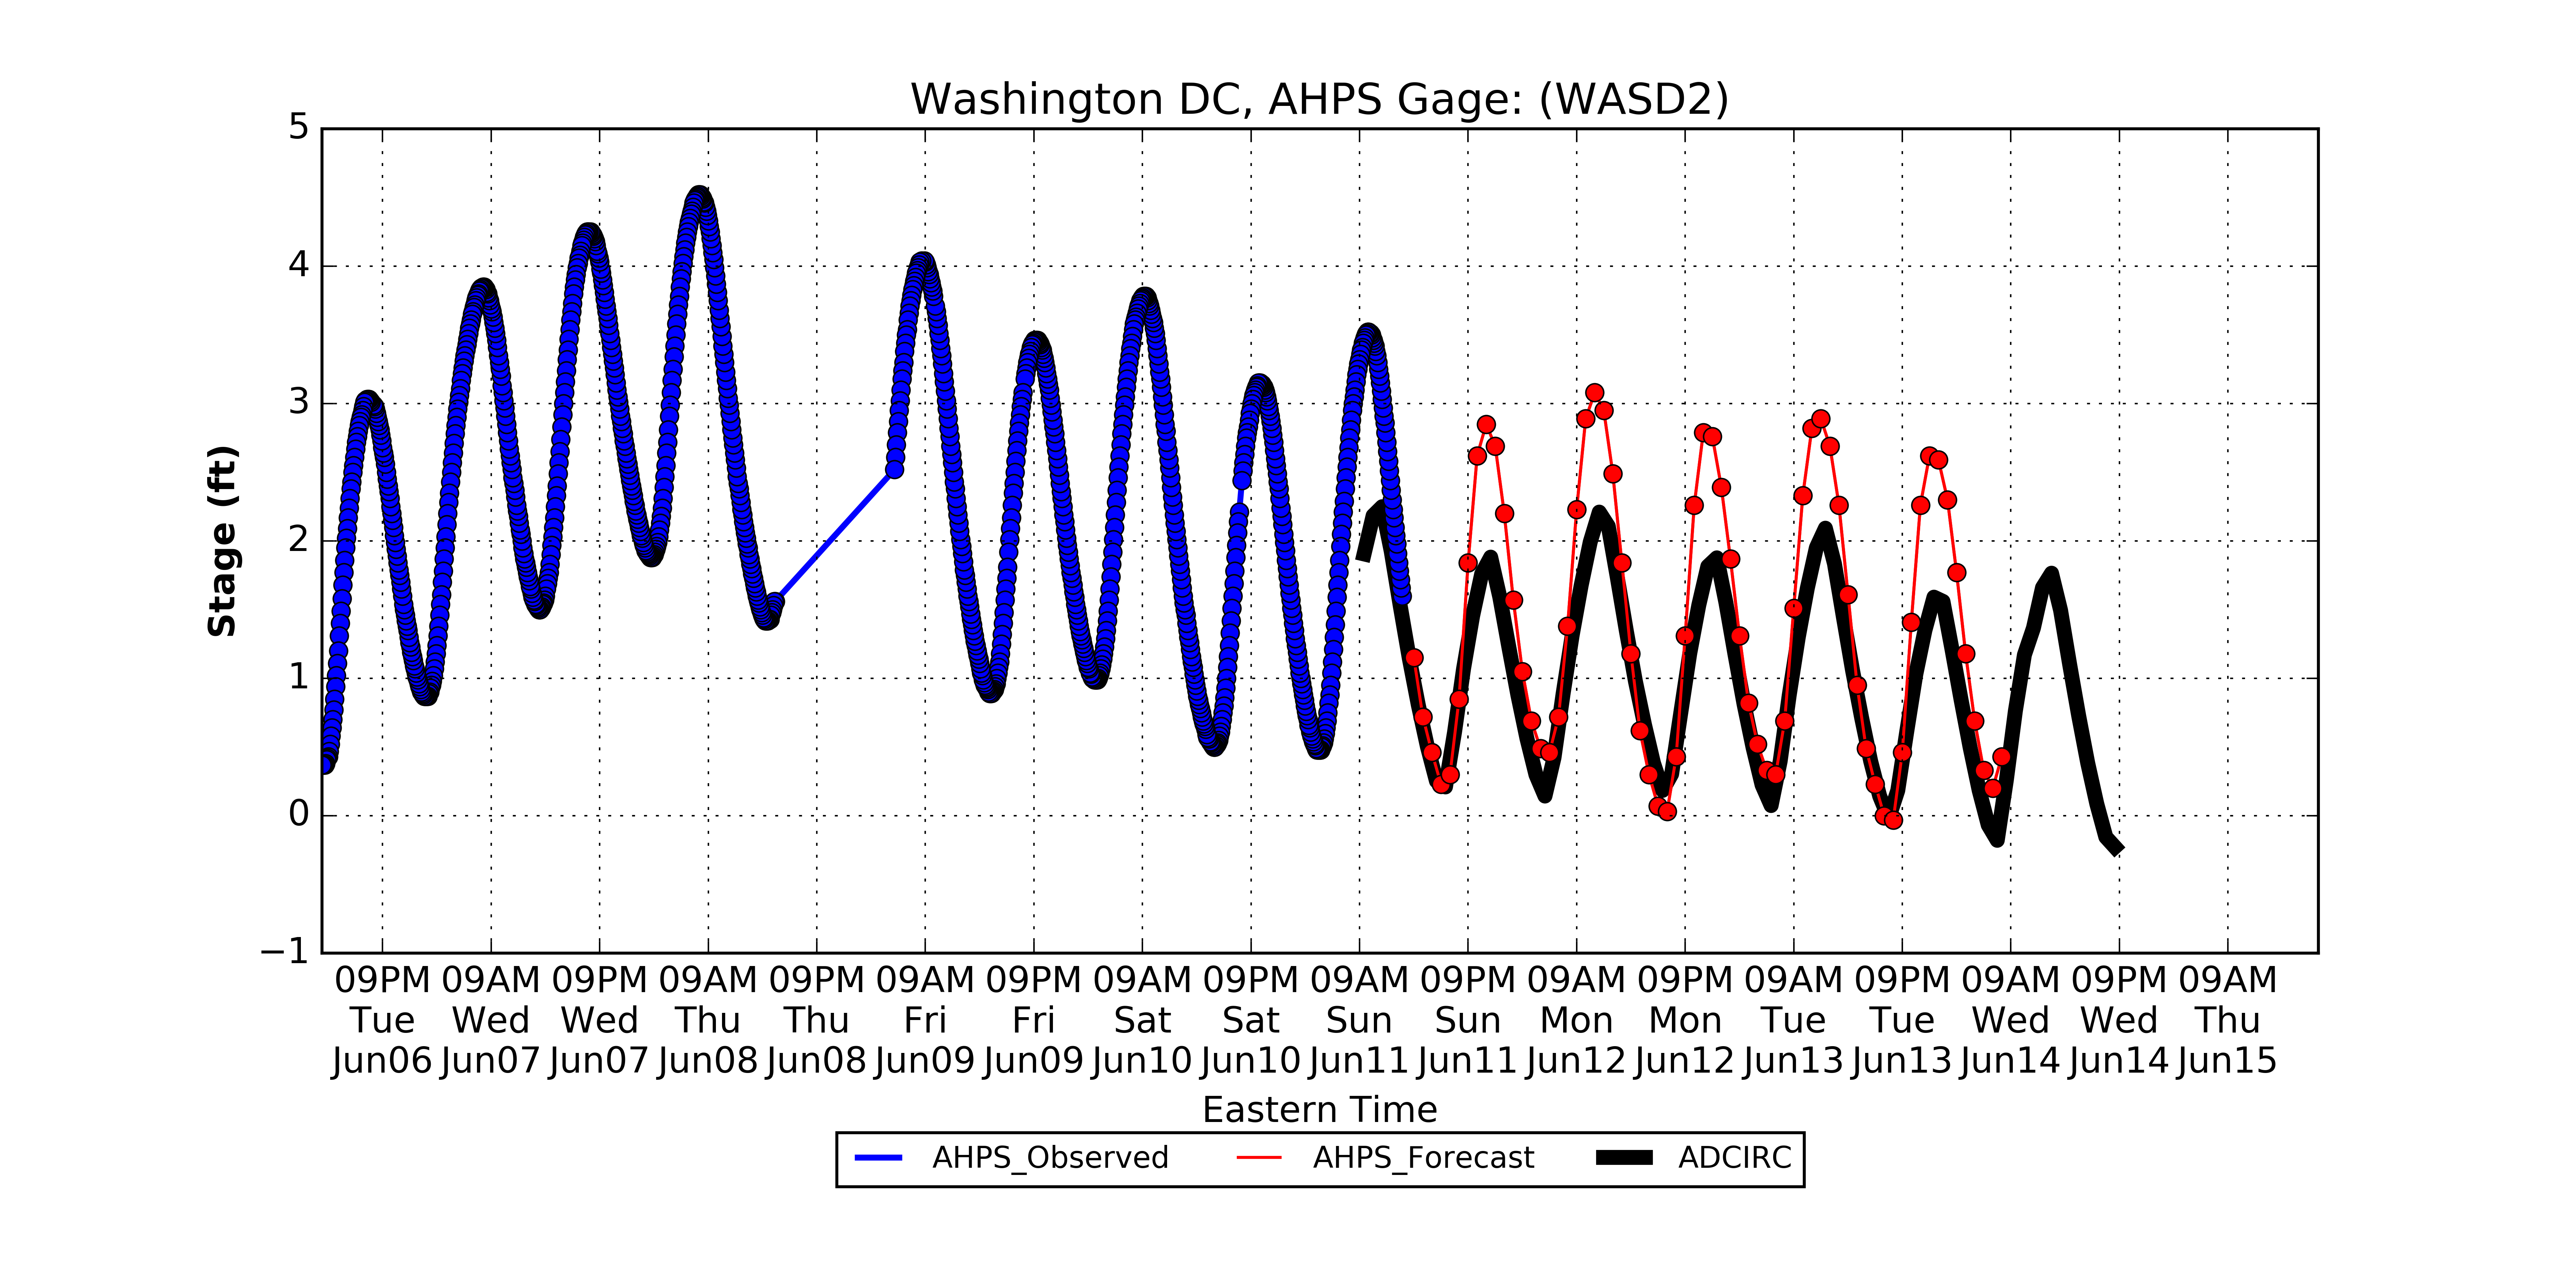 Washington DC, AHPS Gage: (WASD2)
5
4
3
2
1
0
−1
Stage (ft)
09PM 09AM 09PM 09AM 09PM 09AM 09PM 09AM 09PM 09AM 09PM 09AM 09PM 09AM 09PM 09AM 09PM 09AM
Tue Wed Wed Thu Thu Fri Fri Sat Sat Sun Sun Mon Mon Tue Tue Wed Wed Thu
Jun06 Jun07 Jun07 Jun08 Jun08 Jun09 Jun09 Jun10 Jun10 Jun11 Jun11 Jun12 Jun12 Jun13 Jun13 Jun14 Jun14 Jun15
Eastern Time
AHPS_Observed AHPS_Forecast ADCIRC